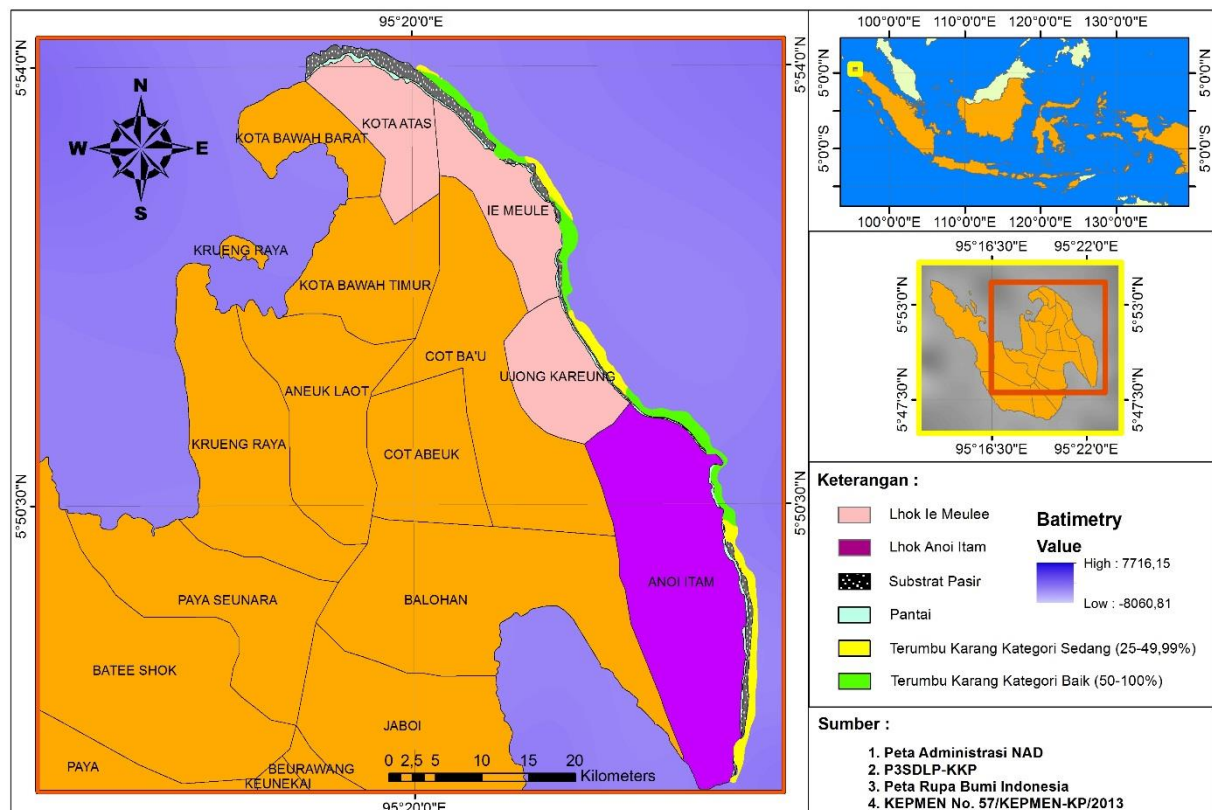 95°20'0"E
5°54'0"N
5°54'0"N
N
W
E
S
KOTA ATAS
KOTA BAWAH BARAT
IE MEULE
KRUENG RAYA
KOTA BAWAH TIMUR
COT BA'U
UJONG KAREUNG
ANEUK LAOT
KRUENG RAYA
COT ABEUK
5°50'30"N
5°50'30"N
ANOI ITAM
PAYA SEUNARA
BALOHAN
BATEE SHOK
JABOI
PAYA
BEURAWANG
KEUNEKAI
0 2,5 5 10 15 20
Kilometers
95°20'0"E
100°0'0"E 110°0'0"E 120°0'0"E 130°0'0"E
5°0'0"N
5°0'0"N
5°0'0"S
5°0'0"S
100°0'0"E 110°0'0"E 120°0'0"E 130°0'0"E
95°16'30"E 95°22'0"E
5°53'0"N
5°53'0"N
5°47'30"N
5°47'30"N
95°16'30"E 95°22'0"E
Keterangan :
Lhok Ie Meulee
Lhok Anoi Itam
Substrat Pasir
Pantai
Terumbu Karang Kategori Sedang (25-49,99%)
Terumbu Karang Kategori Baik (50-100%)
Batimetry
Value
High : 7716,15
Low : -8060,81
Sumber :
1. Peta Administrasi NAD
2. P3SDLP-KKP
3. Peta Rupa Bumi Indonesia
4. KEPMEN No. 57/KEPMEN-KP/2013